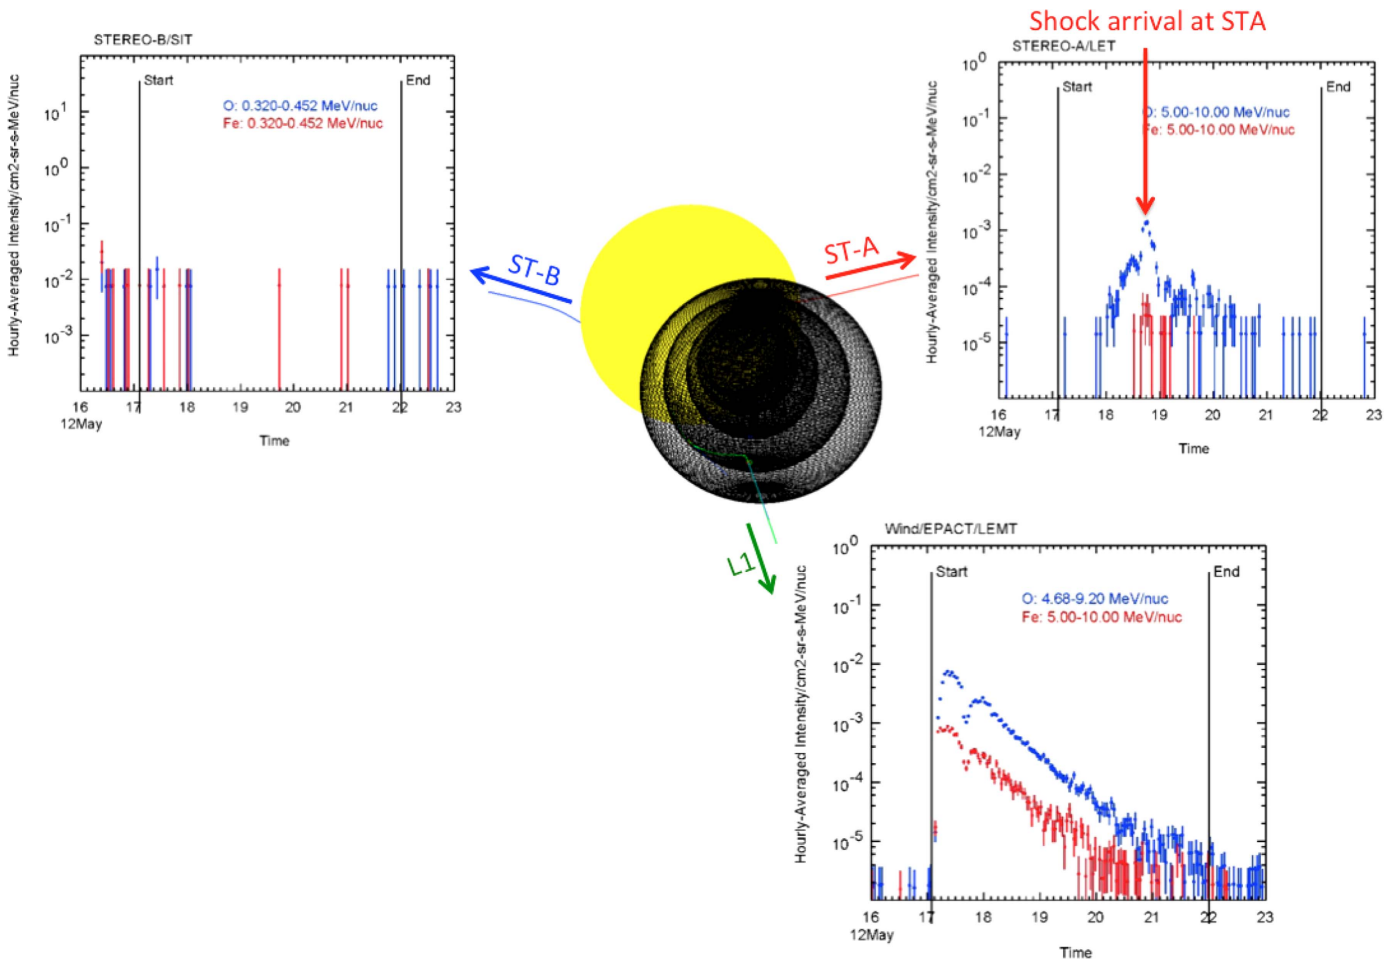 Shock arrival at STA
STEREO-B/SIT
Hourly-Averaged Intensity/cm2-sr-s-MeV/nuc
Start
End
O: 0.320-0.452 MeV/nuc
Fe: 0.320-0.452 MeV/nuc
10^1
10^0
10^-1
10^-2
10^-3
16 17 18 19 20 21 22 23
12May
Time
STEREO-A/LET
Hourly-Averaged Intensity/cm2-sr-s-MeV/nuc
Start
End
O: 5.00-10.00 MeV/nuc
Fe: 5.00-10.00 MeV/nuc
10^0
10^-1
10^-2
10^-3
10^-4
10^-5
16 17 18 19 20 21 22 23
12May
Time
ST-B
ST-A
L1
Wind/EPACT/LEMT
Hourly-Averaged Intensity/cm2-sr-s-MeV/nuc
Start
End
O: 4.68-9.20 MeV/nuc
Fe: 5.00-10.00 MeV/nuc
10^0
10^-1
10^-2
10^-3
10^-4
10^-5
16 17 18 19 20 21 22 23
12May
Time